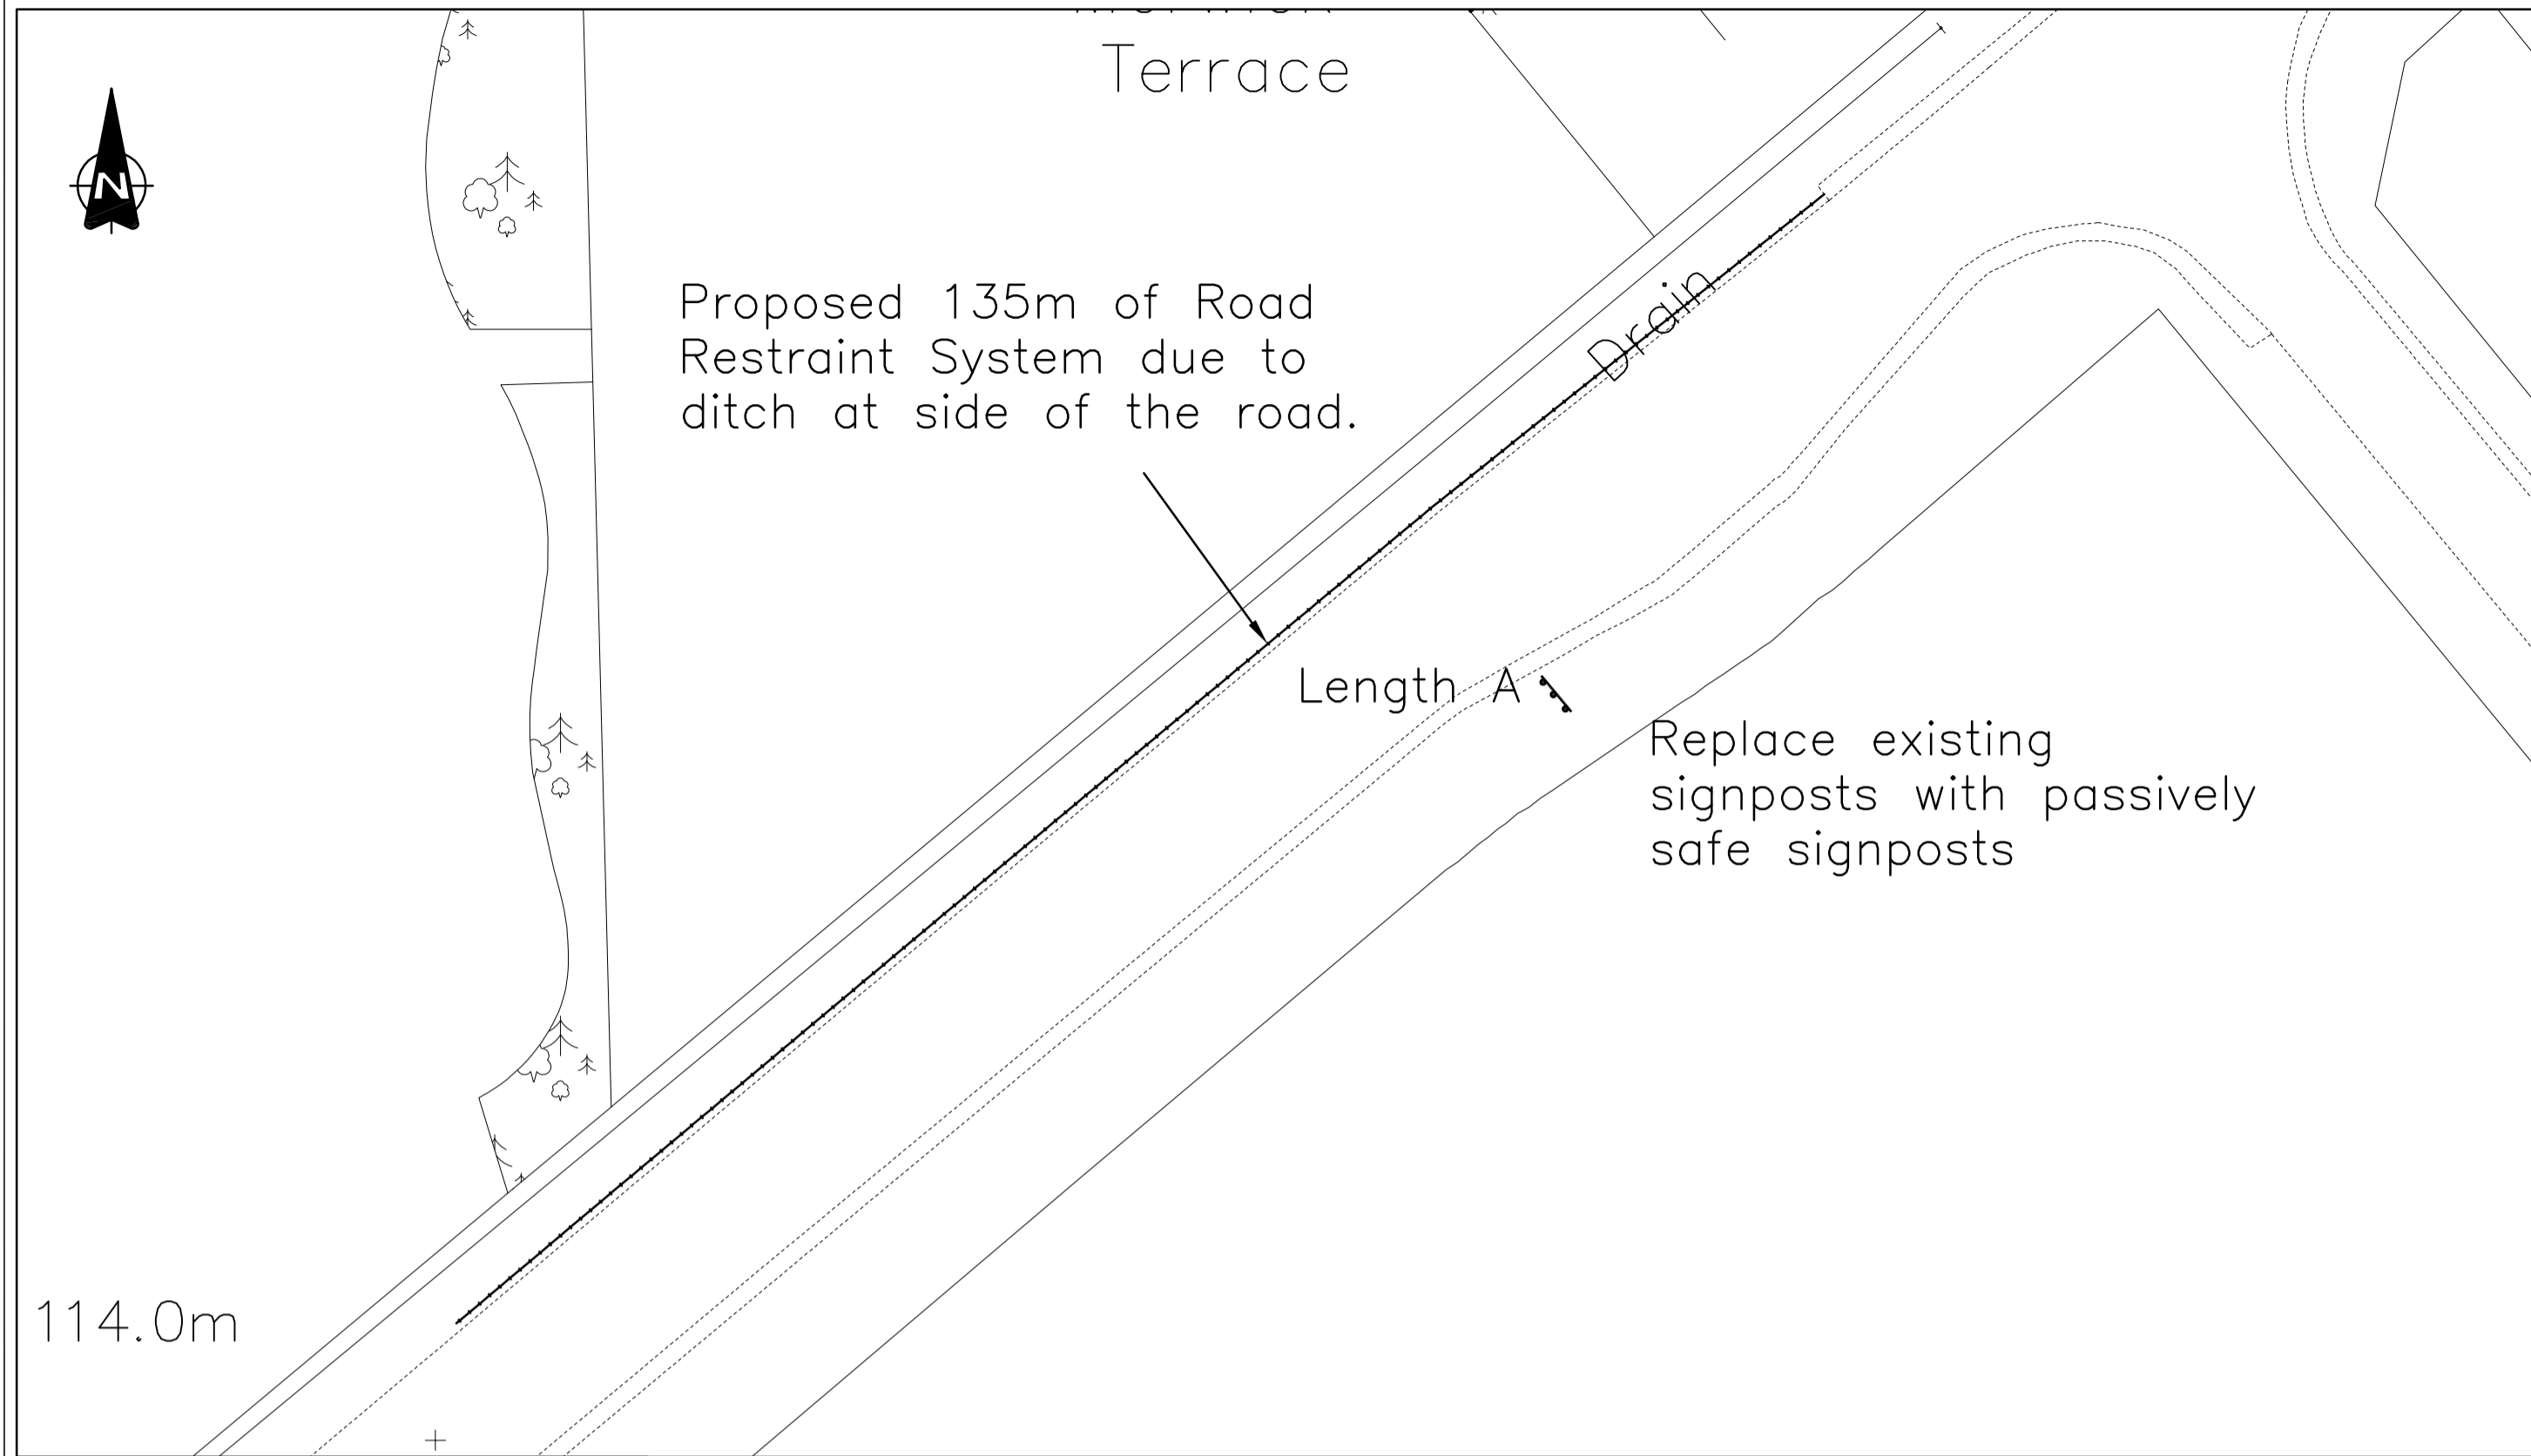 Terrace
N
Proposed 135m of Road
Restraint System due to
ditch at side of the road.
Drain
Length A
Replace existing
signposts with passively
safe signposts
114.0m